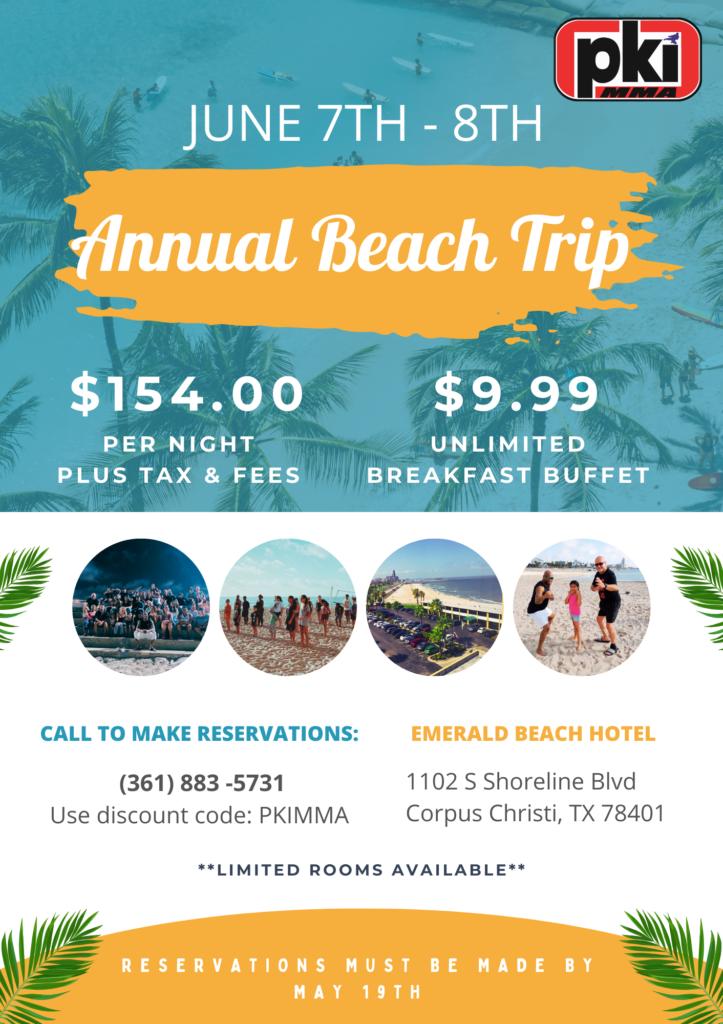 pki
MMA
JUNE 7TH - 8TH
Annual Beach Trip
$154.00
PER NIGHT
PLUS TAX & FEES
$9.99
UNLIMITED
BREAKFAST BUFFET
CALL TO MAKE RESERVATIONS:
(361) 883 -5731
Use discount code: PKIMMA
EMERALD BEACH HOTEL
1102 S Shoreline Blvd
Corpus Christi, TX 78401
**LIMITED ROOMS AVAILABLE**
RESERVATIONS MUST BE MADE BY
MAY 19TH